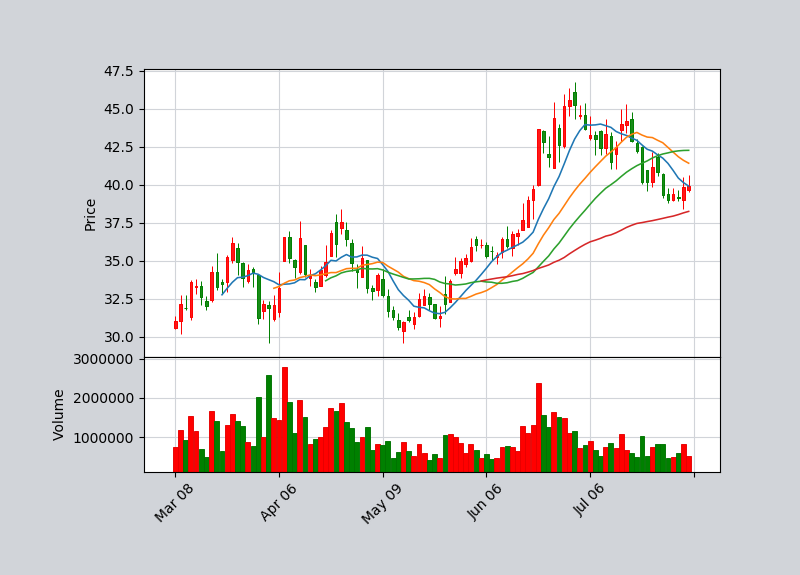 47.5
45.0
42.5
40.0
37.5
35.0
32.5
30.0
Price
3000000
2000000
1000000
Volume
Mar 08
Apr 06
May 09
Jun 06
Jul 06